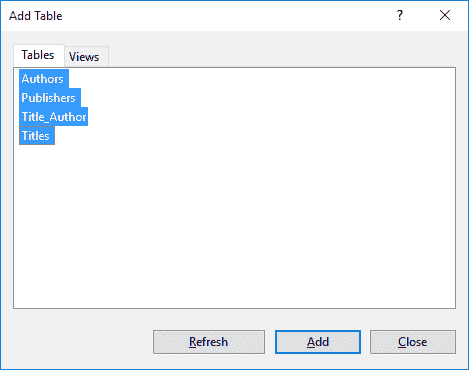 Add Table
?
Tables Views
Authors
Publishers
Title_Author
Titles
Refresh Add Close